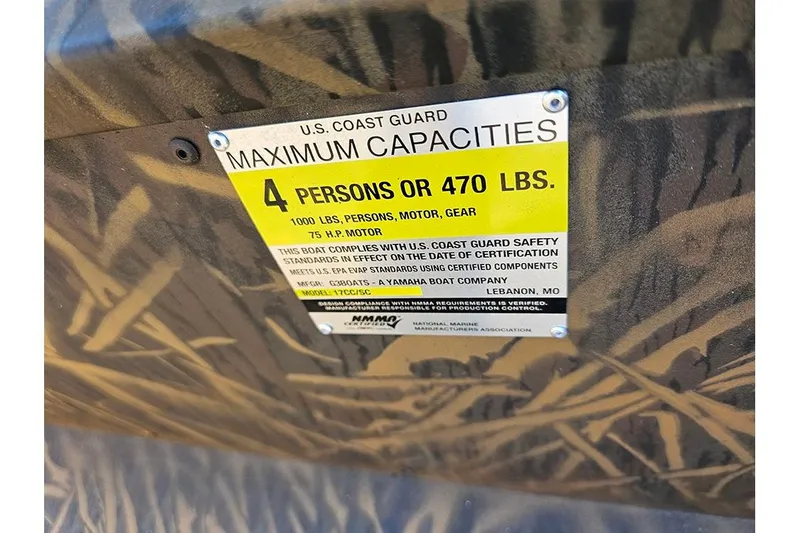 U.S. COAST GUARD
MAXIMUM CAPACITIES
4 PERSONS OR 470 LBS.
1000 LBS, PERSONS, MOTOR, GEAR
75 H.P. MOTOR
THIS BOAT COMPLIES WITH U.S. COAST GUARD SAFETY
STANDARDS IN EFFECT ON THE DATE OF CERTIFICATION
MEETS U.S. EPA EVAP STANDARDS USING CERTIFIED COMPONENTS
MFGR: G3BOATS - A YAMAHA BOAT COMPANY
MODEL: 17CC/SC LEBANON, MO
DESIGN COMPLIANCE WITH NMMA REQUIREMENTS IS VERIFIED.
MANUFACTURER RESPONSIBLE FOR PRODUCTION CONTROL.
NMMA
CERTIFIED
NATIONAL MARINE
MANUFACTURERS ASSOCIATION